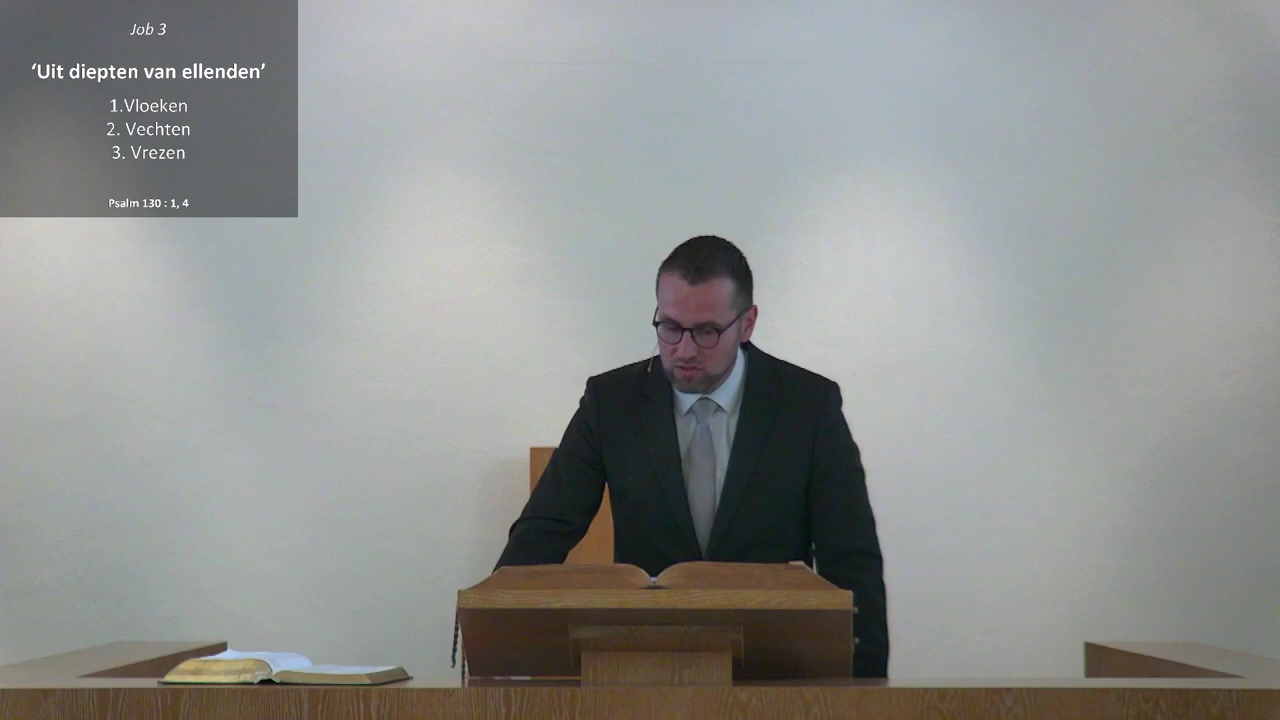 Job 3
‘Uit diepten van ellenden’
1.Vloeken
2. Vechten
3. Vrezen
Psalm 130 : 1, 4